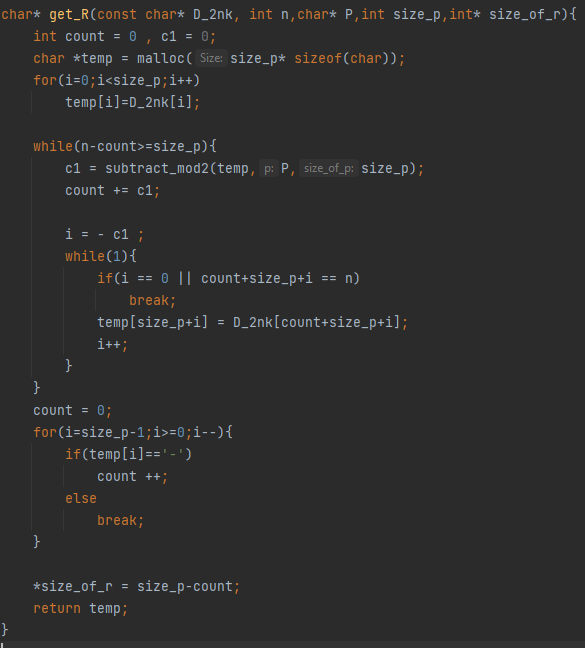 char* get_R(const char* D_2nk, int n,char* P,int size_p,int* size_of_r){
    int count = 0 , c1 = 0;
    char *temp = malloc( Size: size_p* sizeof(char));
    for(i=0;i<size_p;i++)
        temp[i]=D_2nk[i];

    while(n-count>=size_p){
        c1 = subtract_mod2(temp, p: P, size_of_p: size_p);
        count += c1;

        i = - c1 ;
        while(1){
            if(i == 0 || count+size_p+i == n)
                break;
            temp[size_p+i] = D_2nk[count+size_p+i];
            i++;
        }
    }
    count = 0;
    for(i=size_p-1;i>=0;i--){
        if(temp[i]=='-')
            count ++;
        else
            break;
    }

    *size_of_r = size_p-count;
    return temp;
}